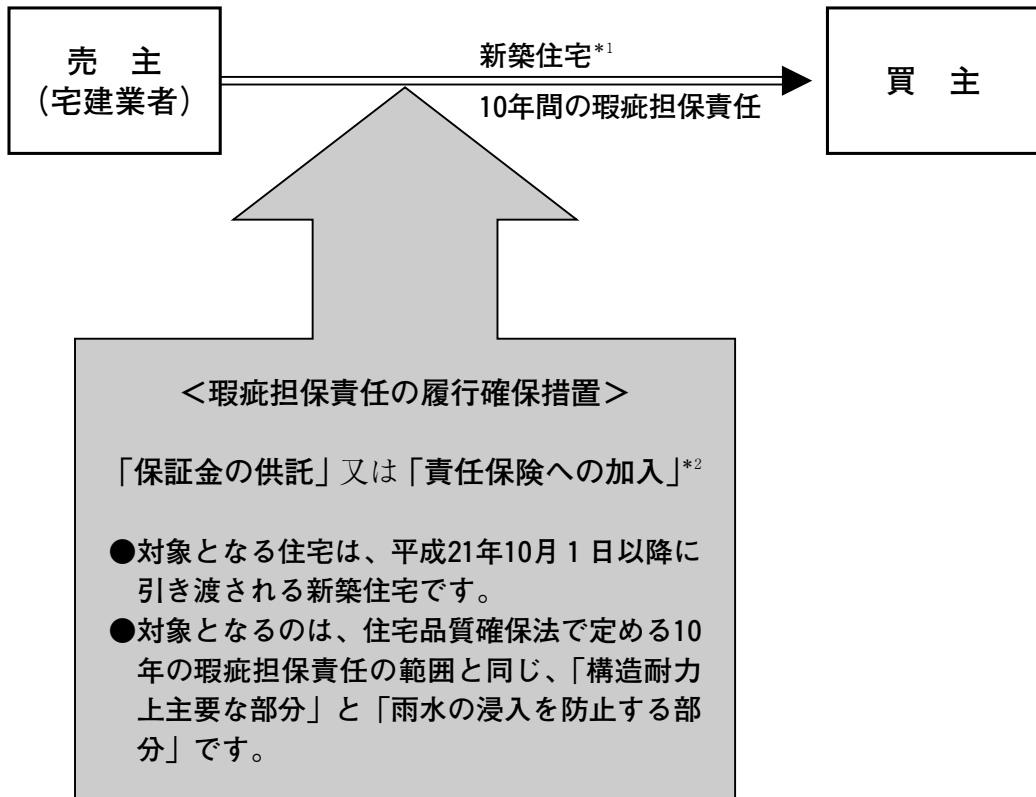 売　主
（宅建業者）
新築住宅*1
10年間の瑕疵担保責任
買　主
＜瑕疵担保責任の履行確保措置＞
「保証金の供託」又は「責任保険への加入」*2
●対象となる住宅は、平成21年10月１日以降に
引き渡される新築住宅です。
●対象となるのは、住宅品質確保法で定める10
年の瑕疵担保責任の範囲と同じ、「構造耐力
上主要な部分」と「雨水の浸入を防止する部
分」です。